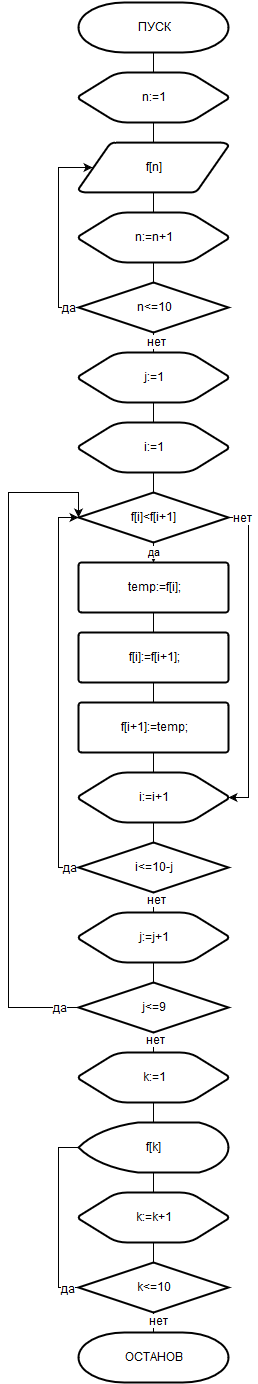 ПУСК
n:=1
f[n]
n:=n+1
n<=10
да
нет
j:=1
i:=1
f[i]<f[i+1]
нет
да
temp:=f[i];
f[i]:=f[i+1];
f[i+1]:=temp;
i:=i+1
i<=10-j
да
нет
j:=j+1
j<=9
да
нет
k:=1
f[k]
k:=k+1
k<=10
да
нет
ОСТАНОВ